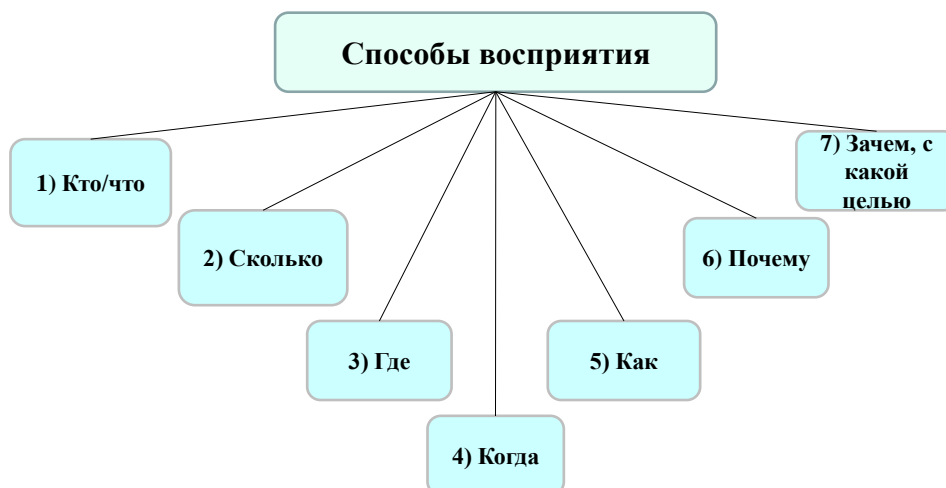 Способы восприятия
1) Кто/что
2) Сколько
3) Где
4) Когда
5) Как
6) Почему
7) Зачем, с
какой
целью